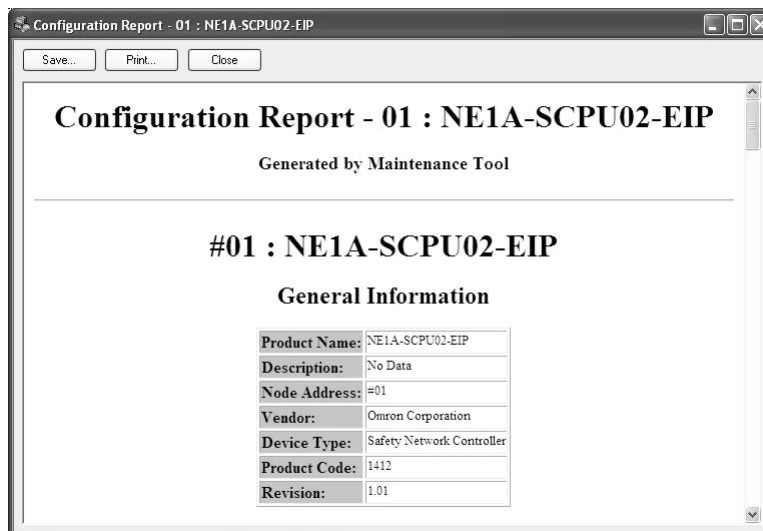 Configuration Report - 01 : NE1A-SCPU02-EIP
Save... Print... Close
Configuration Report - 01 : NE1A-SCPU02-EIP
Generated by Maintenance Tool
#01 : NE1A-SCPU02-EIP
General Information
Product Name: NE1A-SCPU02-EIP
Description: No Data
Node Address: #01
Vendor: Omron Corporation
Device Type: Safety Network Controller
Product Code: 1412
Revision: 1.01